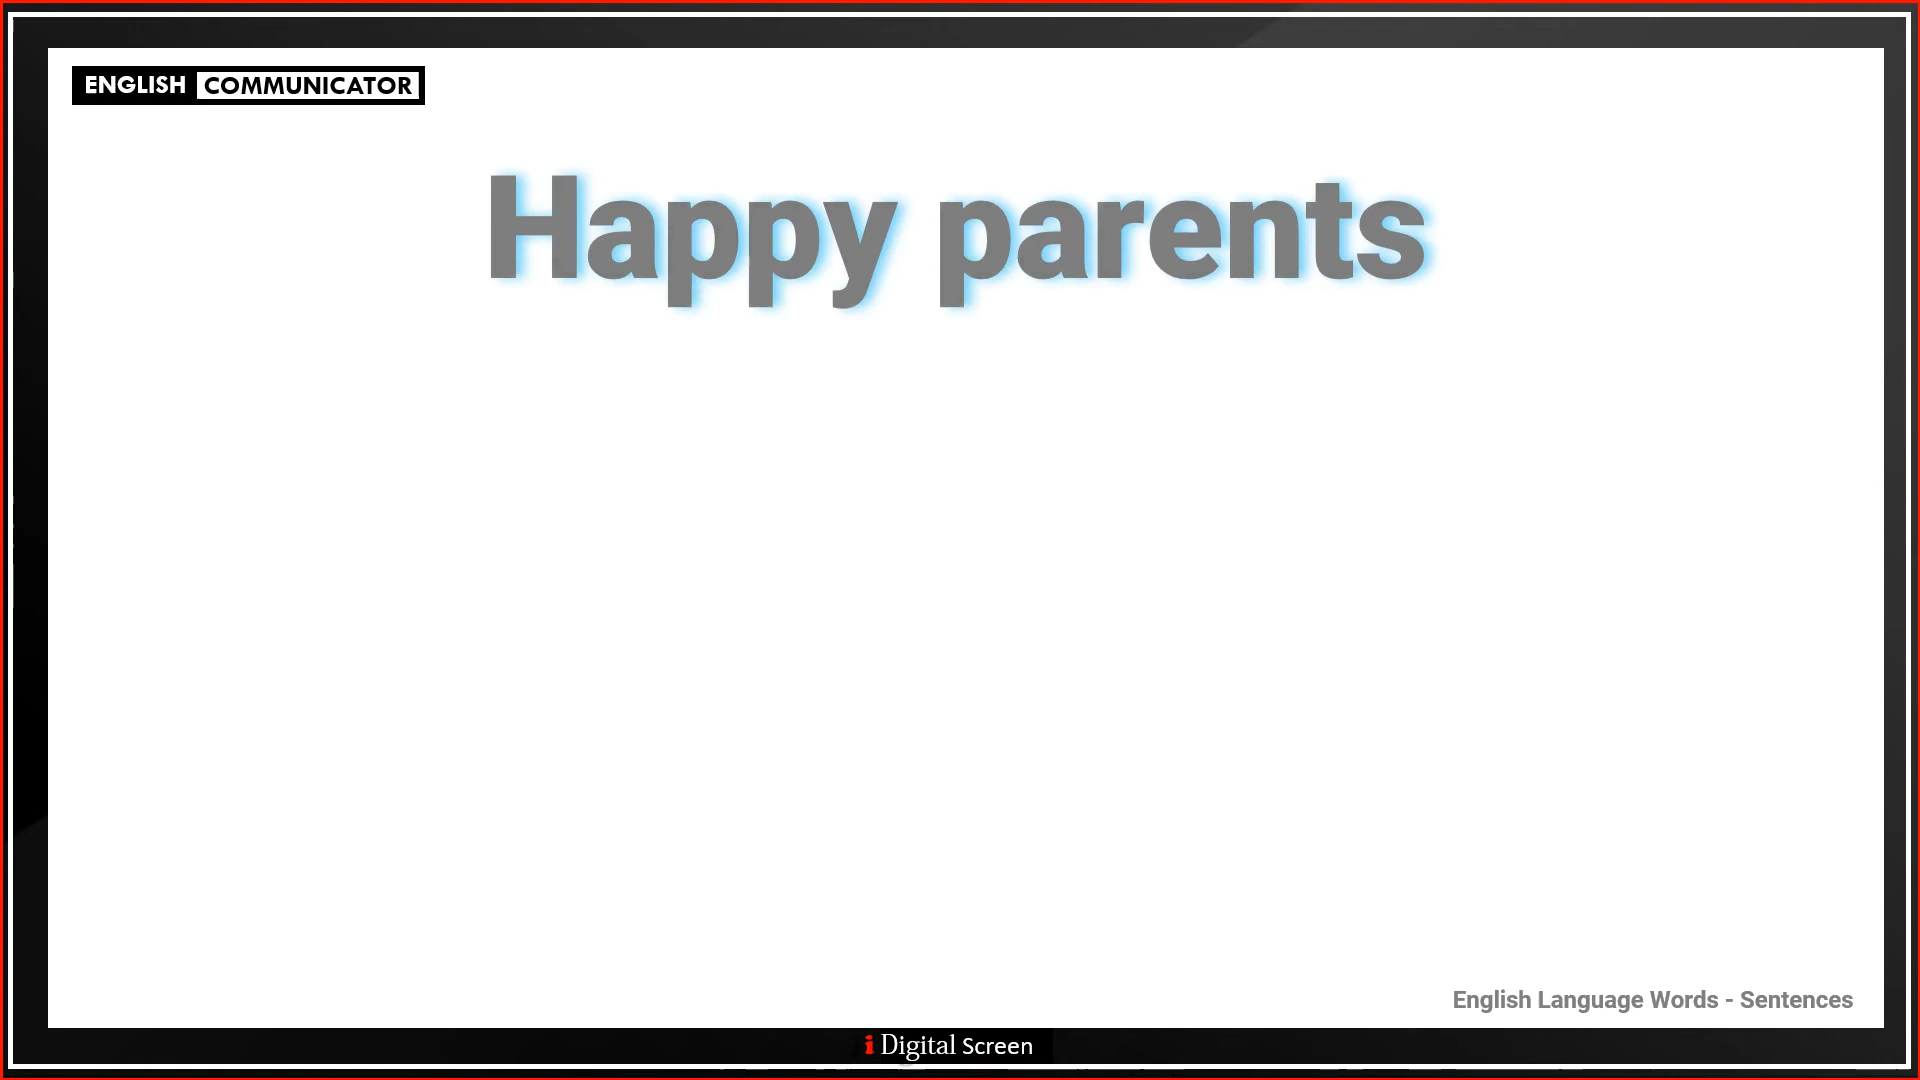 ENGLISH COMMUNICATOR
Happy parents
English Language Words - Sentences
i Digital Screen